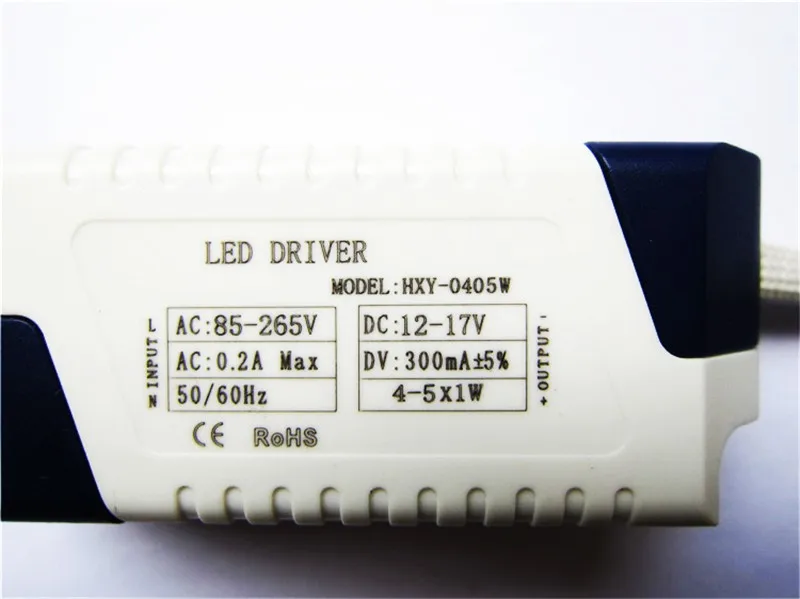 LED DRIVER
MODEL:HXY-0405W
N INPUT L
AC:85-265V
AC:0.2A Max
50/60Hz
DC:12-17V
DV:300mA±5%
4-5x1W
+ OUTPUT -
CE RoHS